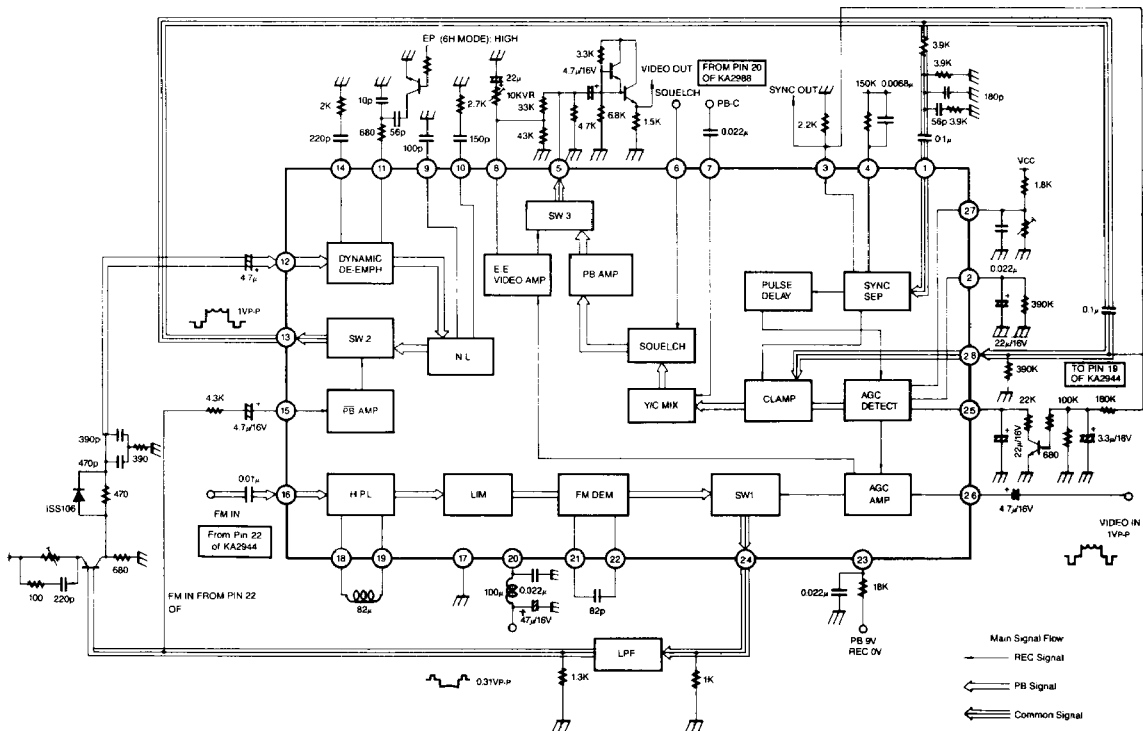 EP (6H MODE): HIGH
3.3K
4.7μ/16V
FROM PIN 20
OF KA2988
VIDEO OUT
SQUELCH
PB-C
SYNC OUT
150K
0.0068μ
3.9K
3.9K
180p
56p
3.9K
0.1μ
2K
10p
220p
680
56p
100p
2.7K
150p
22μ
10KVR
33K
43K
4.7K
6.8K
1.5K
0.022μ
2.2K
VCC
1.8K
14
11
9
10
8
5
6
7
3
4
1
27
0.022μ
2
390K
22μ/16V
0.1μ
28
390K
TO PIN 19
OF KA2944
25
22K
100K
180K
22μ/16V
680
3.3μ/16V
26
4.7μ/16V
VIDEO IN
1VP-P
4.7μ
12
DYNAMIC
DE-EMPH
E.E
VIDEO AMP
SW 3
PB AMP
PULSE
DELAY
SYNC
SEP
1VP-P
13
SW.2
N L
SQUELCH
Y/C MIX
CLAMP
AGC
DETECT
4.3K
4.7μ/16V
15
PB AMP
390p
470p
390
iSS106
470
0.01μ
FM IN
16
From Pin 22
of KA2944
H.PL
LIM
FM DEM
SW1
AGC
AMP
18
19
17
20
21
22
24
23
82μ
100μ
0.022μ
47μ/16V
82p
0.022μ
18K
PB 9V
REC 0V
680
100
220p
FM IN FROM PIN 22
OF
0.31VP-P
1.3K
LPF
1K
Main Signal Flow
REC Signal
PB Signal
Common Signal